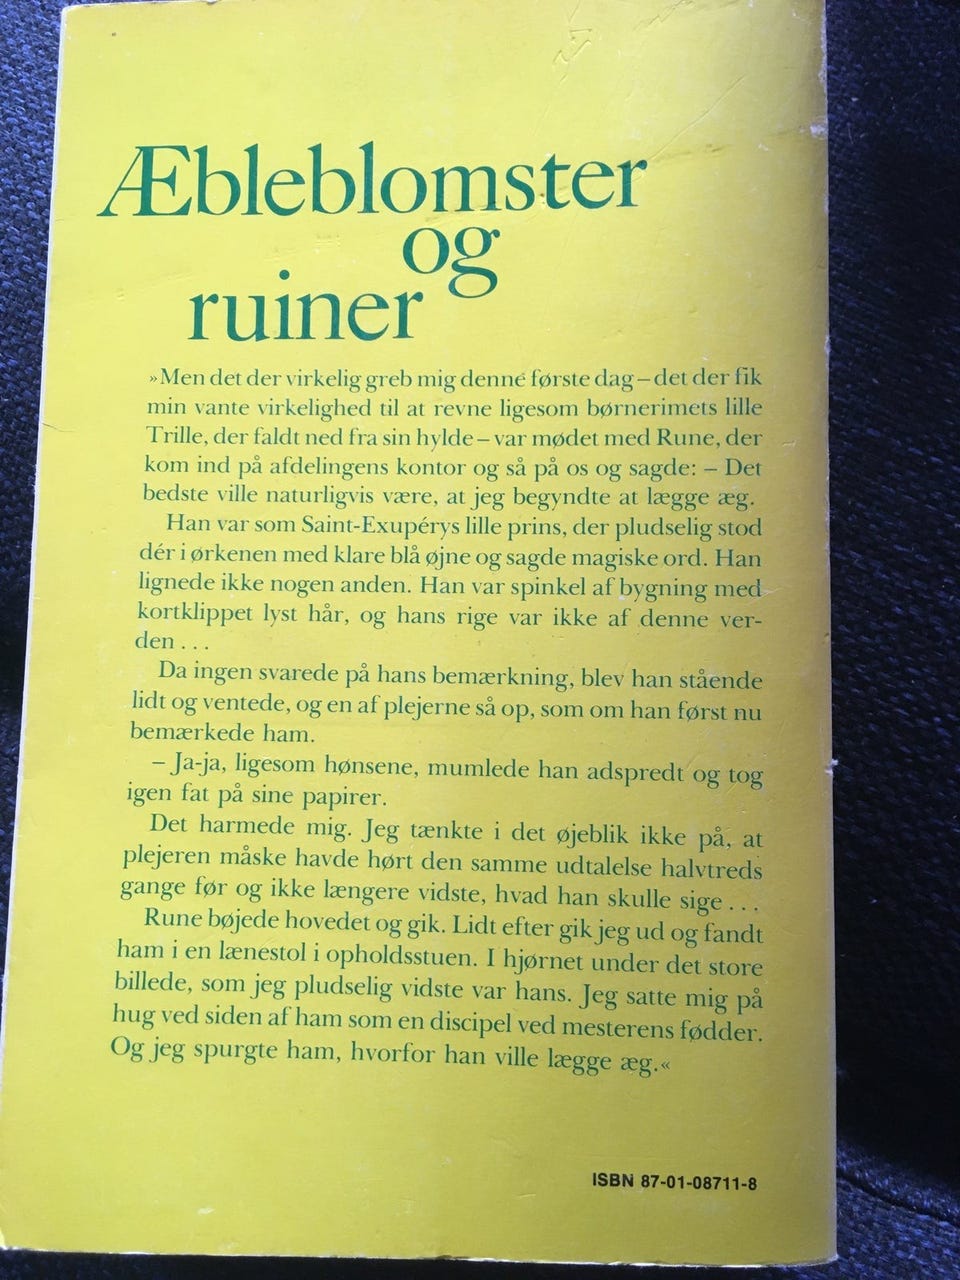 Æbleblomster
og
ruiner
»Men det der virkelig greb mig denne første dag – det der fik
min vante virkelighed til at revne ligesom børnerimets lille
Trille, der faldt ned fra sin hylde – var mødet med Rune, der
kom ind på afdelingens kontor og så på os og sagde: – Det
bedste ville naturligvis være, at jeg begyndte at lægge æg.
Han var som Saint-Exupérys lille prins, der pludselig stod
dér i ørkenen med klare blå øjne og sagde magiske ord. Han
lignede ikke nogen anden. Han var spinkel af bygning med
kortklippet lyst hår, og hans rige var ikke af denne ver-
den . . .
Da ingen svarede på hans bemærkning, blev han stående
lidt og ventede, og en af plejerne så op, som om han først nu
bemærkede ham.
– Ja-ja, ligesom hønsene, mumlede han adspredt og tog
igen fat på sine papirer.
Det harmede mig. Jeg tænkte i det øjeblik ikke på, at
plejeren måske havde hørt den samme udtalelse halvtreds
gange før og ikke længere vidste, hvad han skulle sige . . .
Rune bøjede hovedet og gik. Lidt efter gik jeg ud og fandt
ham i en lænestol i opholdsstuen. I hjørnet under det store
billede, som jeg pludselig vidste var hans. Jeg satte mig på
hug ved siden af ham som en discipel ved mesterens fødder.
Og jeg spurgte ham, hvorfor han ville lægge æg.«
ISBN 87-01-08711-8